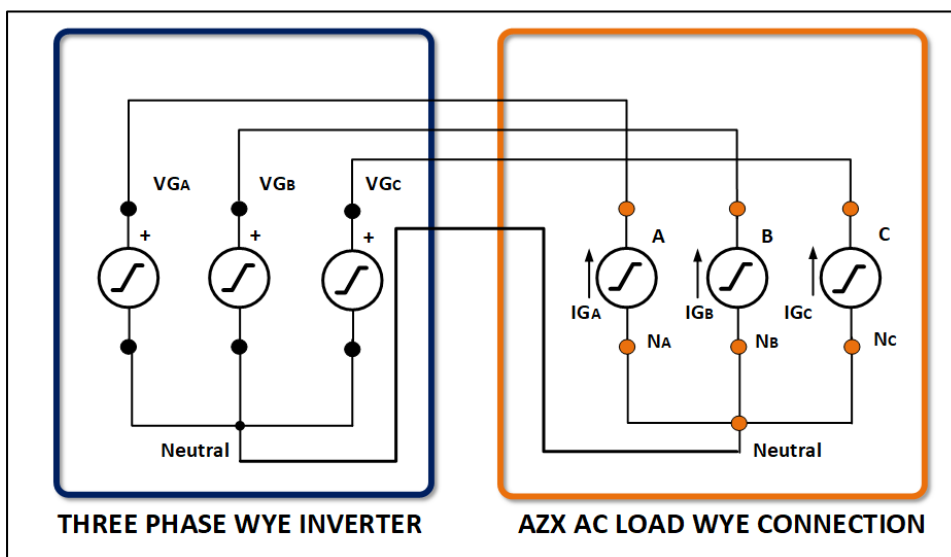 VGA VGB VGC
+ + +
A B C
IGA IGB IGC
NA NB NC
Neutral Neutral
THREE PHASE WYE INVERTER AZX AC LOAD WYE CONNECTION